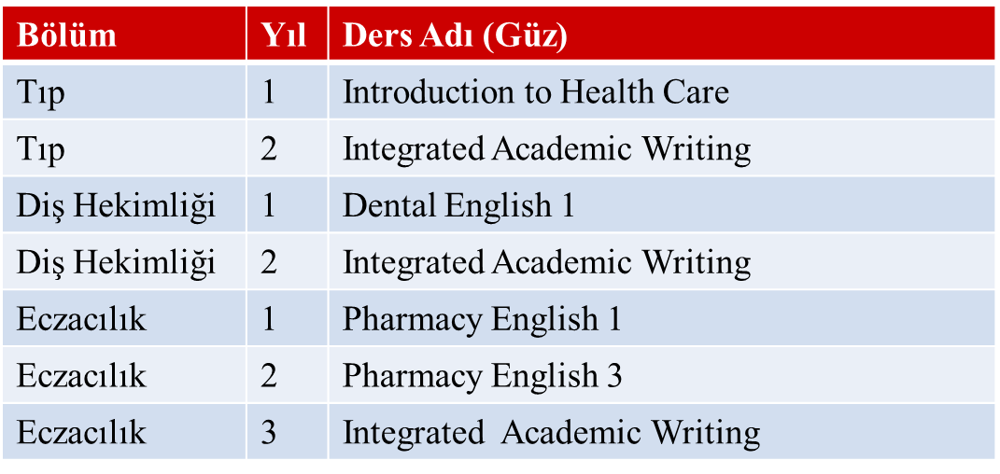 Bölüm Yıl Ders Adı (Güz)
Tıp 1 Introduction to Health Care
Tıp 2 Integrated Academic Writing
Diş Hekimliği 1 Dental English 1
Diş Hekimliği 2 Integrated Academic Writing
Eczacılık 1 Pharmacy English 1
Eczacılık 2 Pharmacy English 3
Eczacılık 3 Integrated Academic Writing